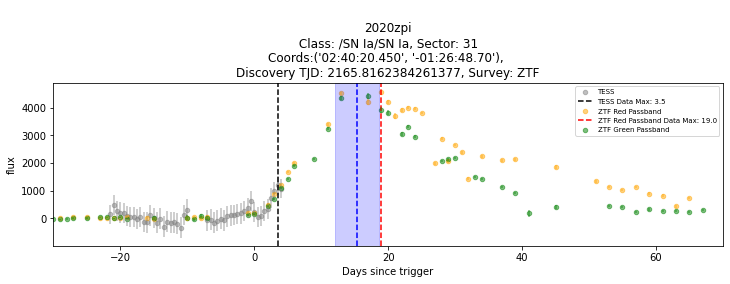 2020zpi
Class: /SN Ia/SN Ia, Sector: 31
Coords:('02:40:20.450', '-01:26:48.70'),
Discovery TJD: 2165.8162384261377, Survey: ZTF
TESS
TESS Data Max: 3.5
ZTF Red Passband
ZTF Red Passband Data Max: 19.0
ZTF Green Passband
flux
4000
3000
2000
1000
0
−20
0
20
40
60
Days since trigger